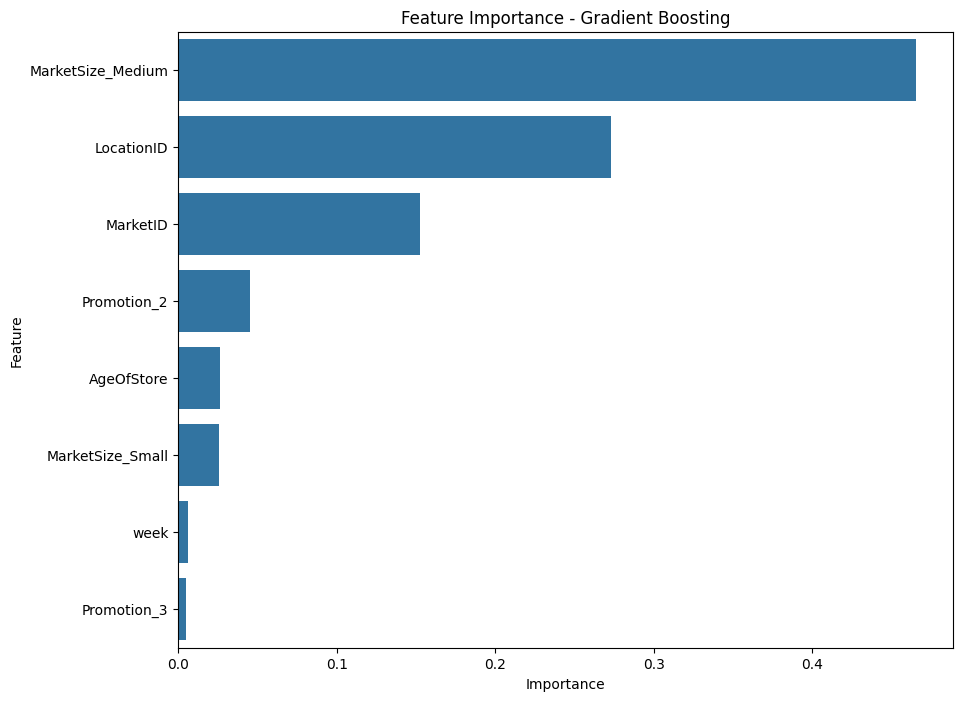 Feature Importance - Gradient Boosting
Feature
MarketSize_Medium
LocationID
MarketID
Promotion_2
AgeOfStore
MarketSize_Small
week
Promotion_3
0.0 0.1 0.2 0.3 0.4
Importance